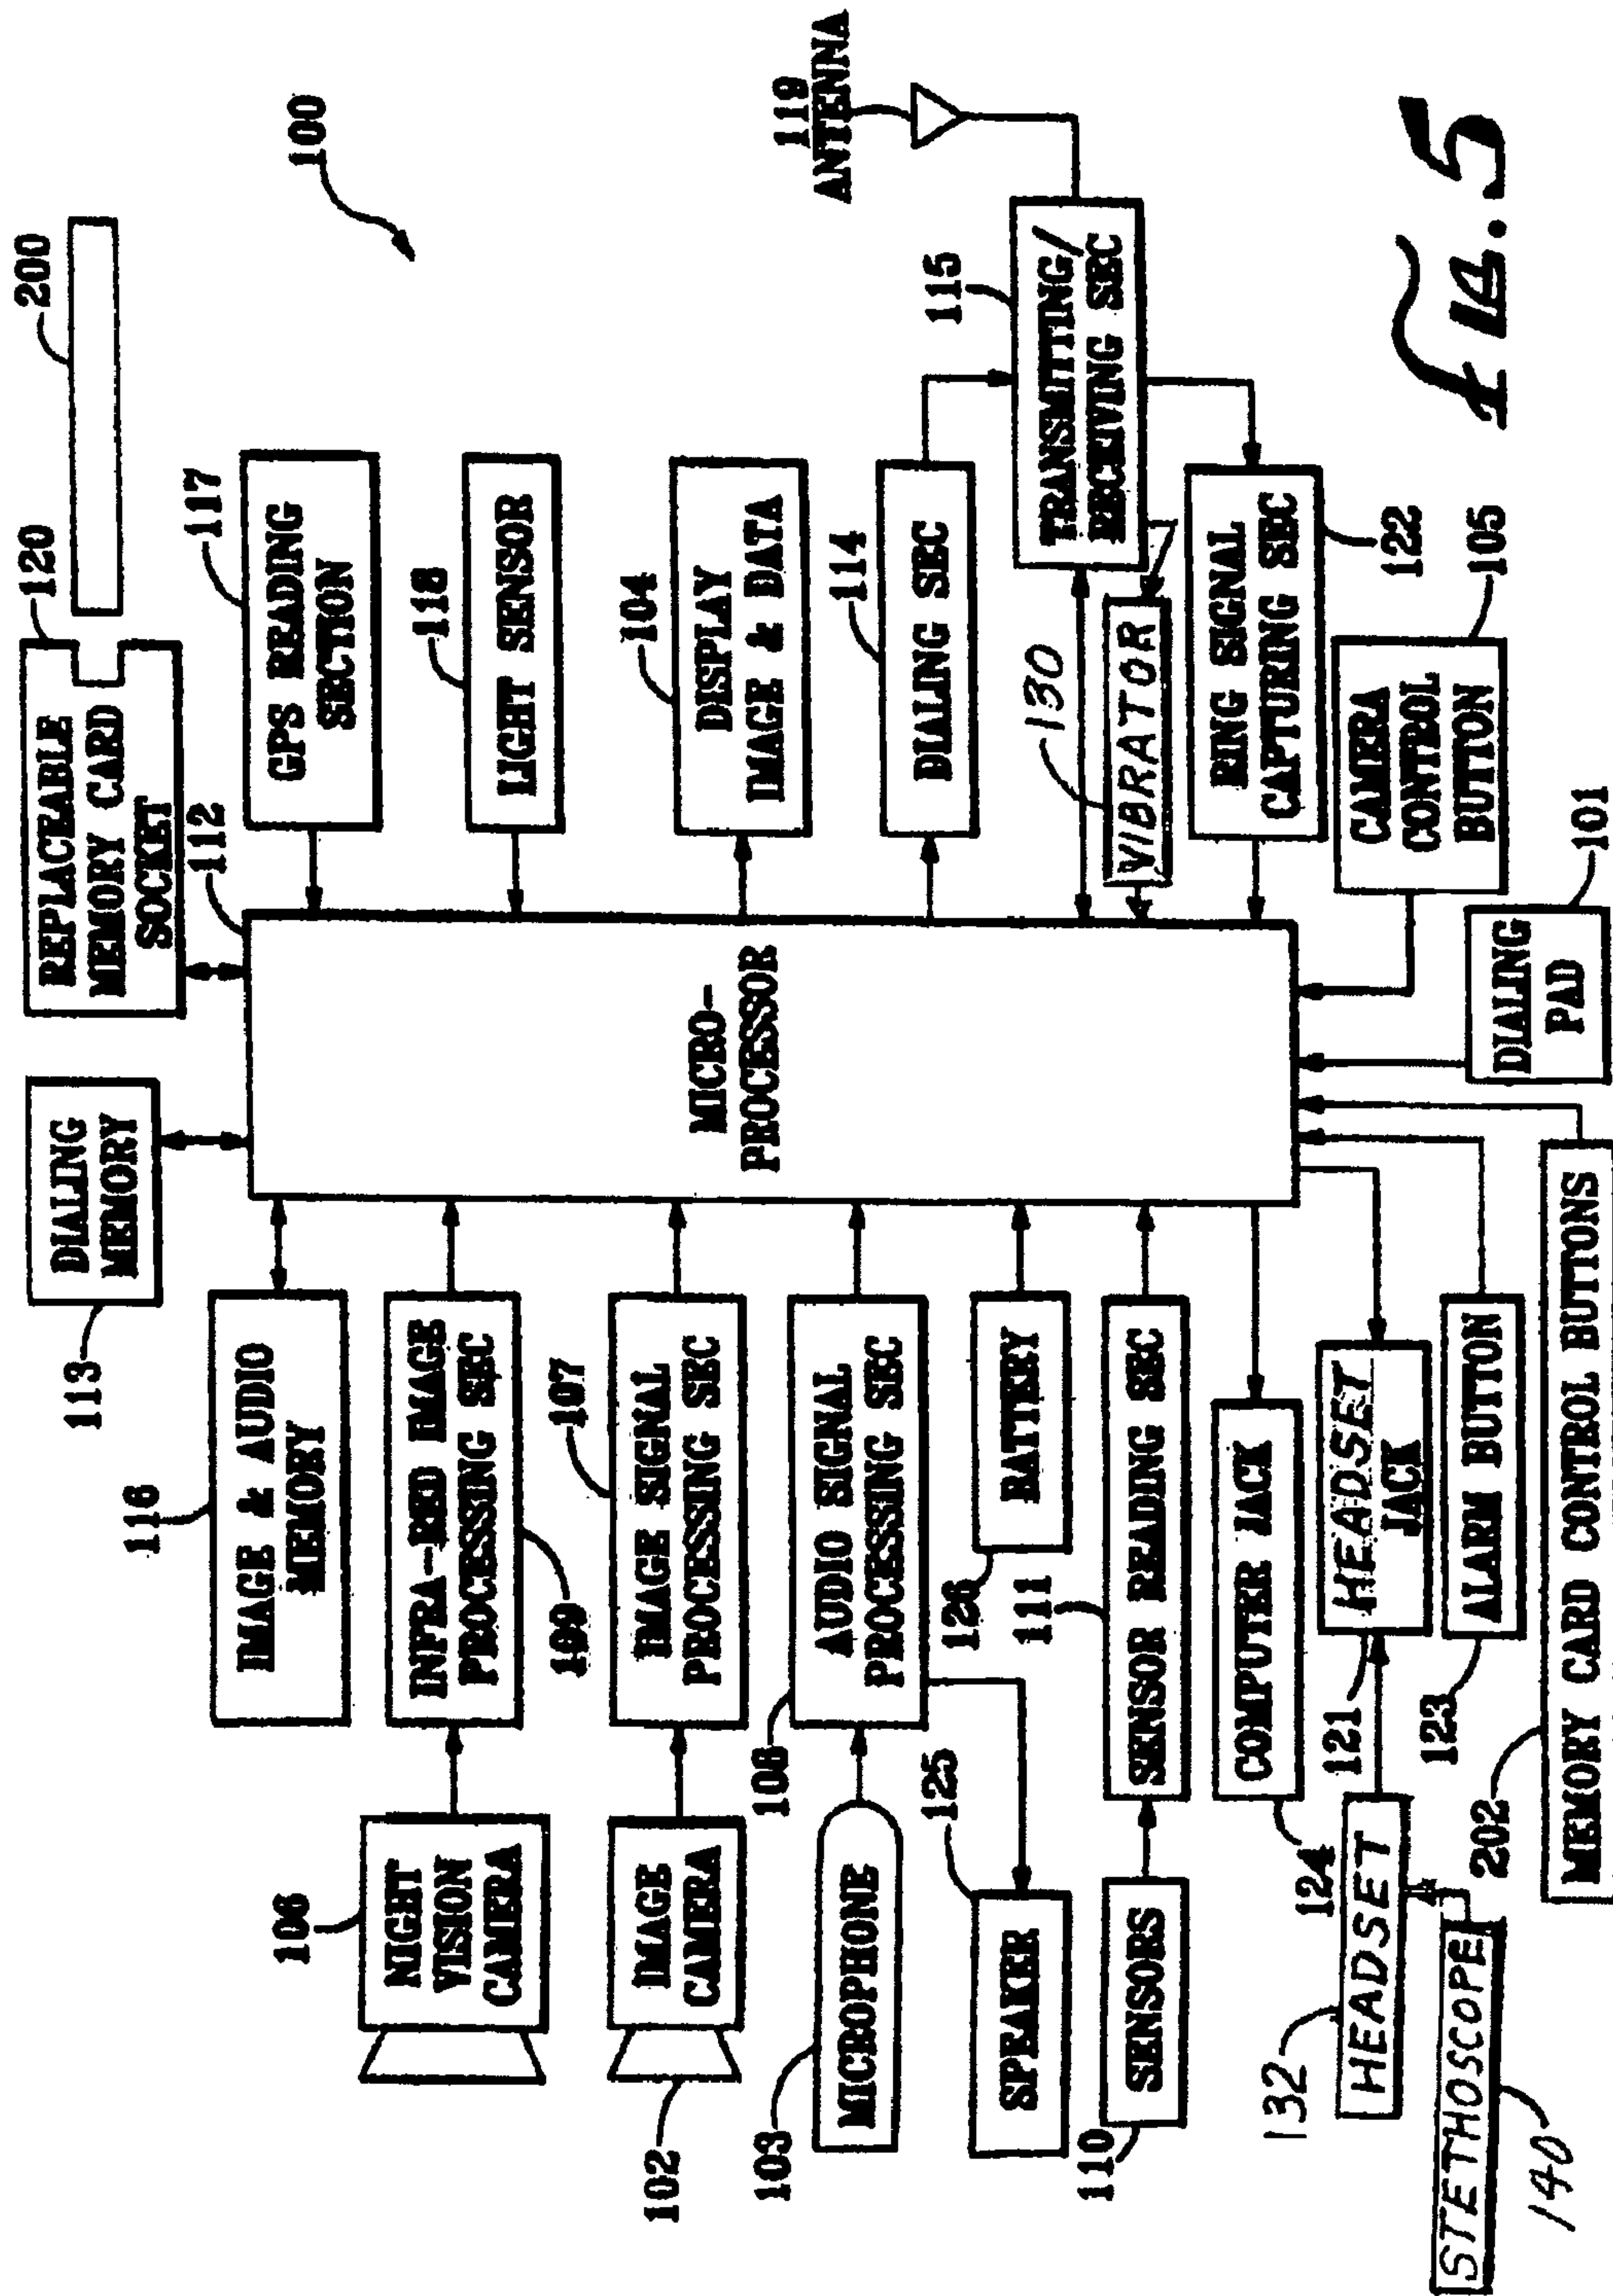 113
DIALING
MEMORY
120
200
REPLACEABLE
MEMORY CARD
SOCKET
112
100
116
IMAGE & AUDIO
MEMORY
117
GPS READING
SECTION
106
NIGHT
VISION
CAMERA
INFRA-RED IMAGE
PROCESSING SEC
109
118
LIGHT SENSOR
102
IMAGE
CAMERA
107
IMAGE SIGNAL
PROCESSING SEC
MICRO-
PROCESSOR
104
DISPLAY
IMAGE & DATA
119
ANTENNA
103
MICROPHONE
108
AUDIO SIGNAL
PROCESSING SEC
114
DIALING SEC
125
SPEAKER
126
BATTERY
115
TRANSMITTING/
RECEIVING SEC
110
SENSORS
111
SENSOR READING SEC
130
VIBRATOR
124
COMPUTER JACK
RING SIGNAL
CAPTURING SEC
122
132
HEADSET
121
HEADSET
JACK
CAMERA
CONTROL
BUTTON
105
140
STETHOSCOPE
123
ALARM BUTTON
DIALING
PAD
101
202
MEMORY CARD CONTROL BUTTONS
FIG. 5